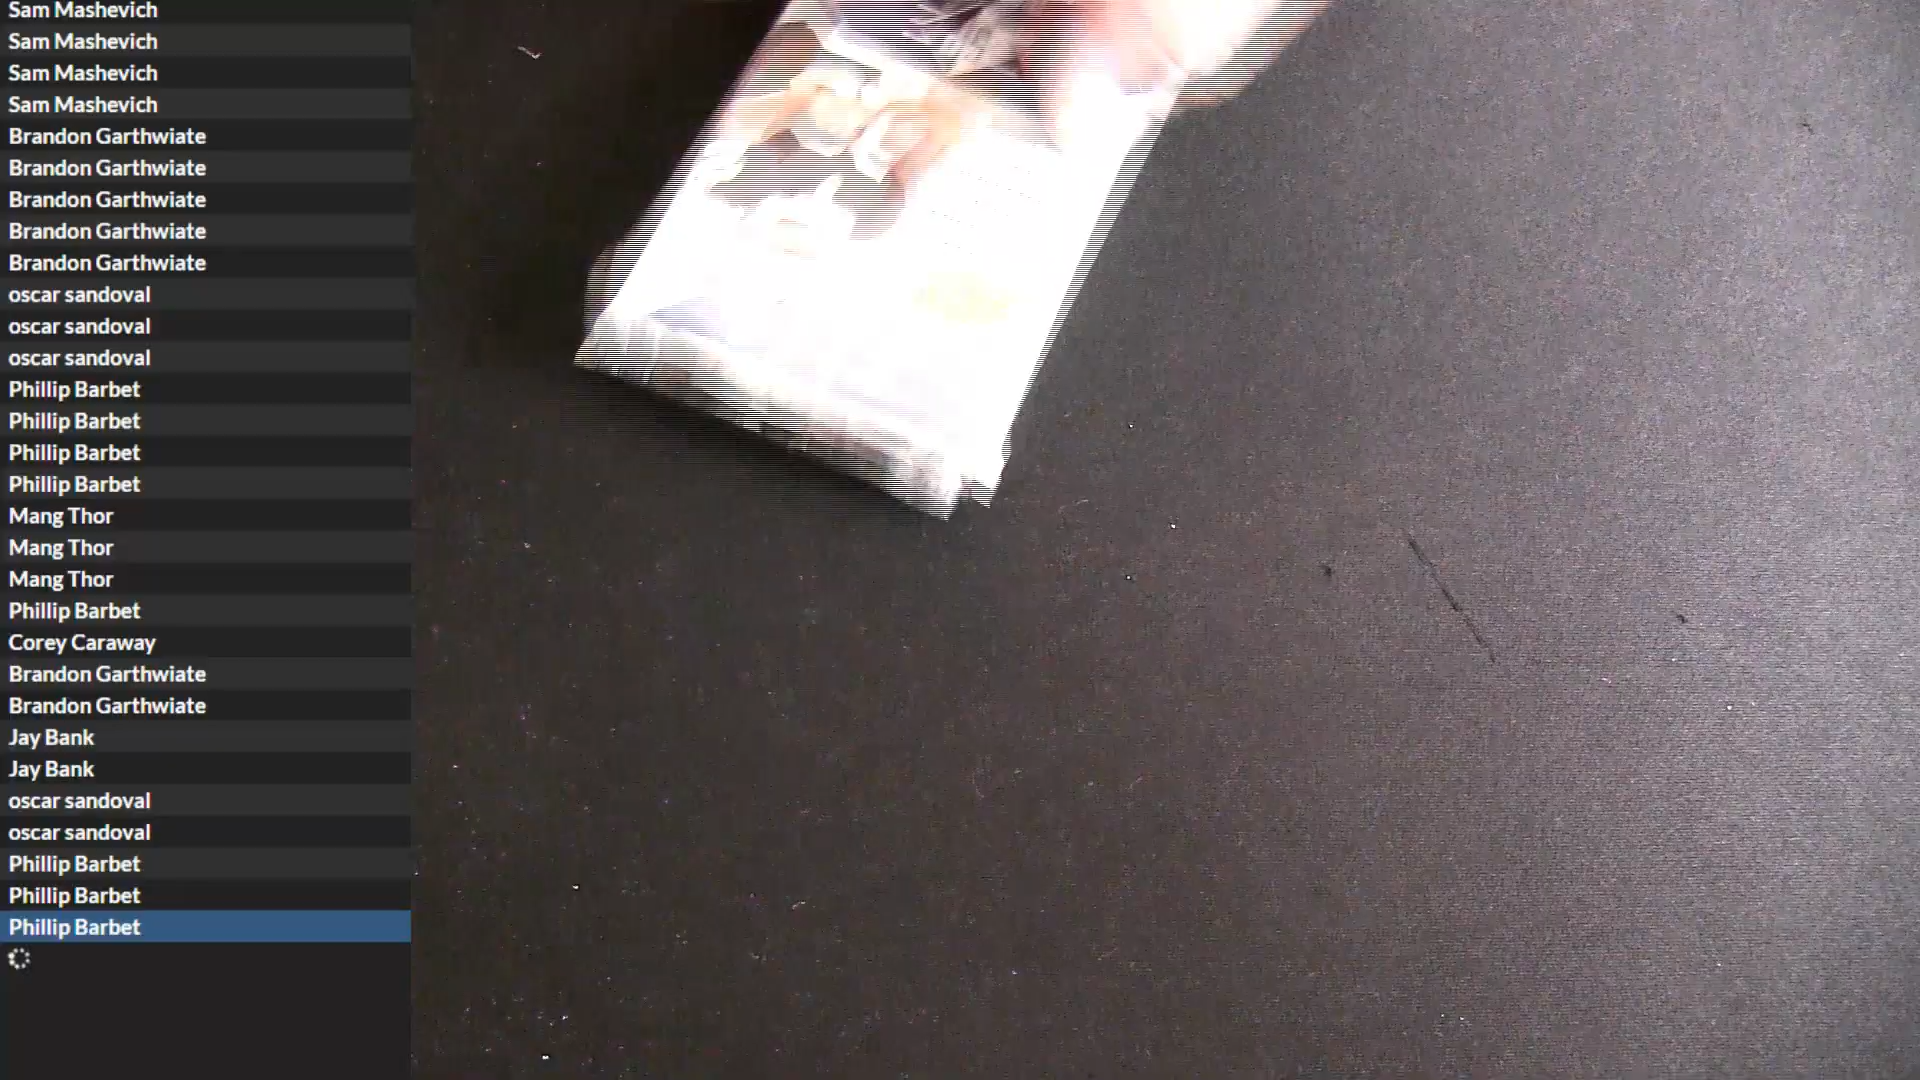 Sam Mashevich
Sam Mashevich
Sam Mashevich
Sam Mashevich
Brandon Garthwiate
Brandon Garthwiate
Brandon Garthwiate
Brandon Garthwiate
Brandon Garthwiate
oscar sandoval
oscar sandoval
oscar sandoval
Phillip Barbet
Phillip Barbet
Phillip Barbet
Phillip Barbet
Mang Thor
Mang Thor
Mang Thor
Phillip Barbet
Corey Caraway
Brandon Garthwiate
Brandon Garthwiate
Jay Bank
Jay Bank
oscar sandoval
oscar sandoval
Phillip Barbet
Phillip Barbet
Phillip Barbet